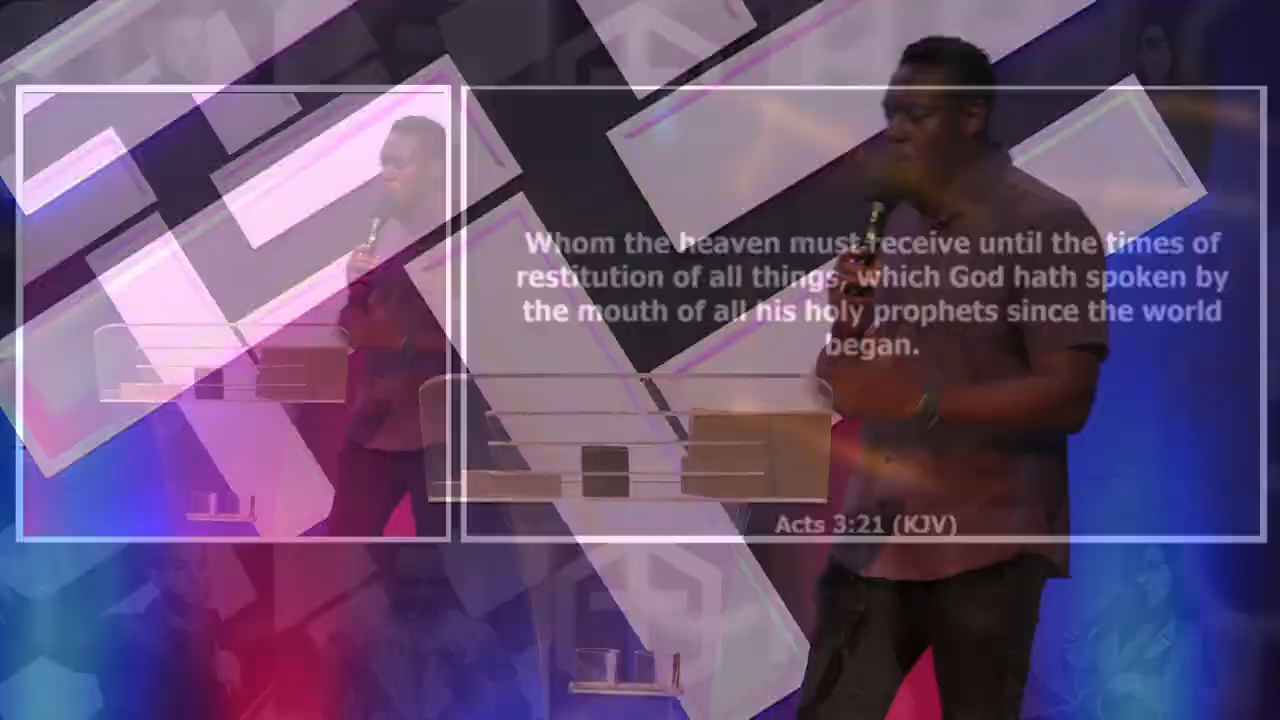 Whom the heaven must receive until the times of
restitution of all things, which God hath spoken by
the mouth of all his holy prophets since the world
began.
Acts 3:21 (KJV)